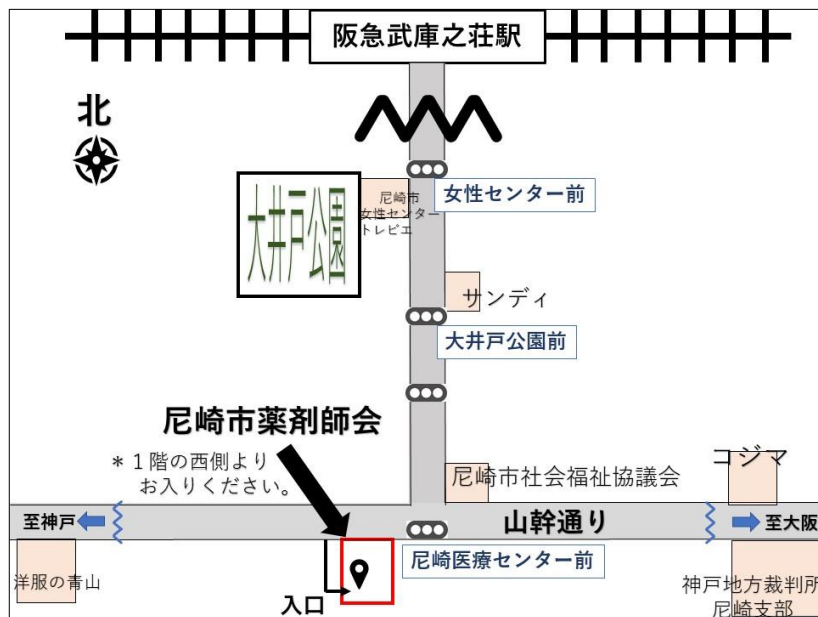 阪急武庫之荘駅
北
大井戸公園
尼崎市
女性センター
トレピエ
女性センター前
サンディ
大井戸公園前
尼崎市薬剤師会
*1階の西側より
お入りください。
尼崎市社会福祉協議会
コジマ
至神戸
山幹通り
至大阪
尼崎医療センター前
洋服の青山
入口
神戸地方裁判所
尼崎支部